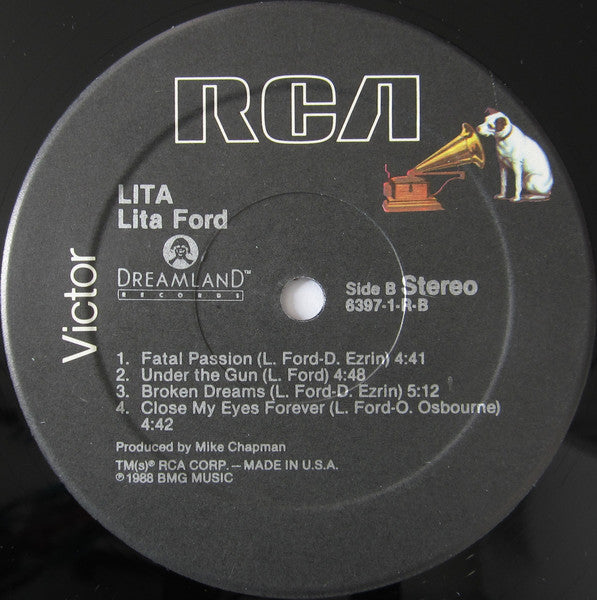 RCA
LITA
Lita Ford
Victor
DREAMLAND™
RECORDS
Side B Stereo
6397-1-R-B
1. Fatal Passion (L. Ford-D. Ezrin) 4:41
2. Under the Gun (L. Ford) 4:48
3. Broken Dreams (L. Ford-D. Ezrin) 5:12
4. Close My Eyes Forever (L. Ford-O. Osbourne)
4:42
Produced by Mike Chapman
TM(s)® RCA CORP. — MADE IN U.S.A.
℗1988 BMG MUSIC